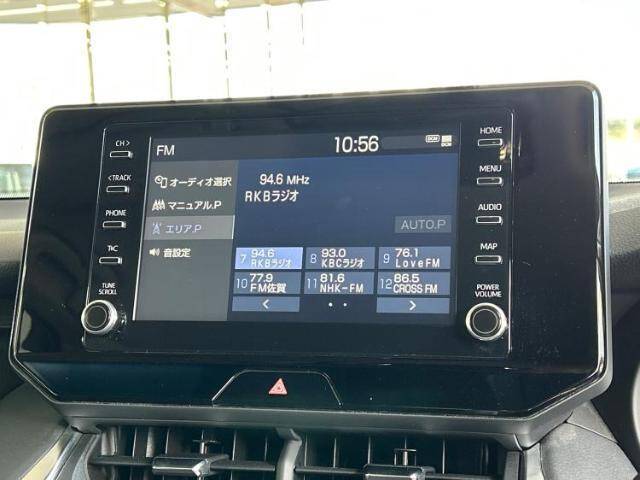 CH>
<TRACK
PHONE
T&C
TUNE
SCROLL
FM
10:56
DCM
オーディオ選択
マニュアル.P
エリア.P
音設定
94.6 MHz
RKBラジオ
AUTO.P
7 94.6 RKBラジオ
8 93.0 KBCラジオ
9 76.1 LoveFM
10 77.9 FM佐賀
11 81.6 NHK-FM
12 86.5 CROSS FM
< >
HOME
MENU
AUDIO
MAP
POWER
VOLUME